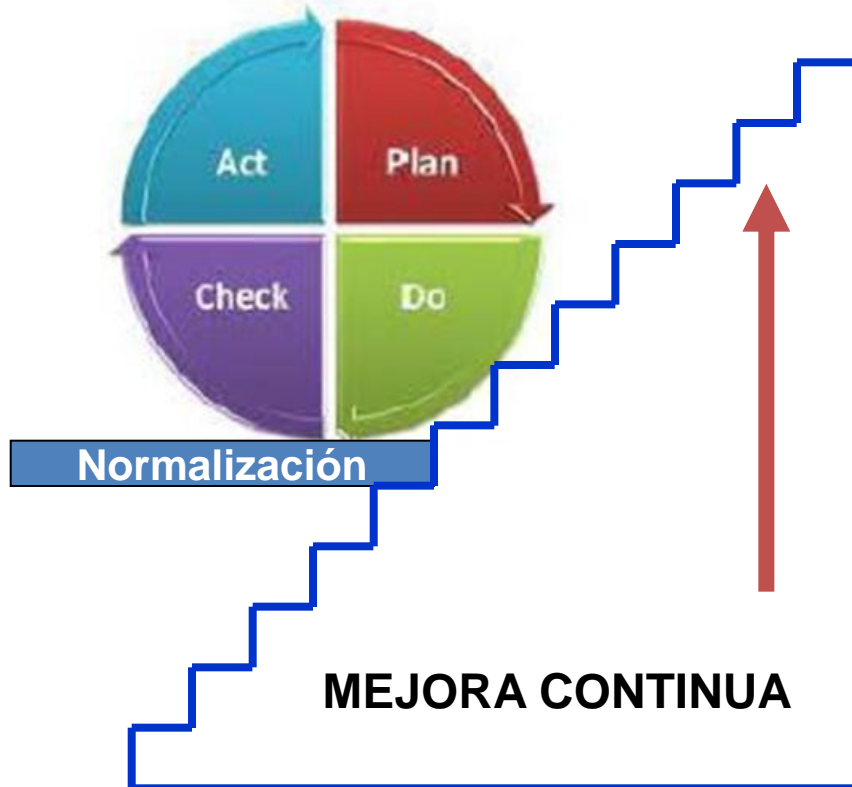 Act
Plan
Check
Do
Normalización
MEJORA CONTINUA